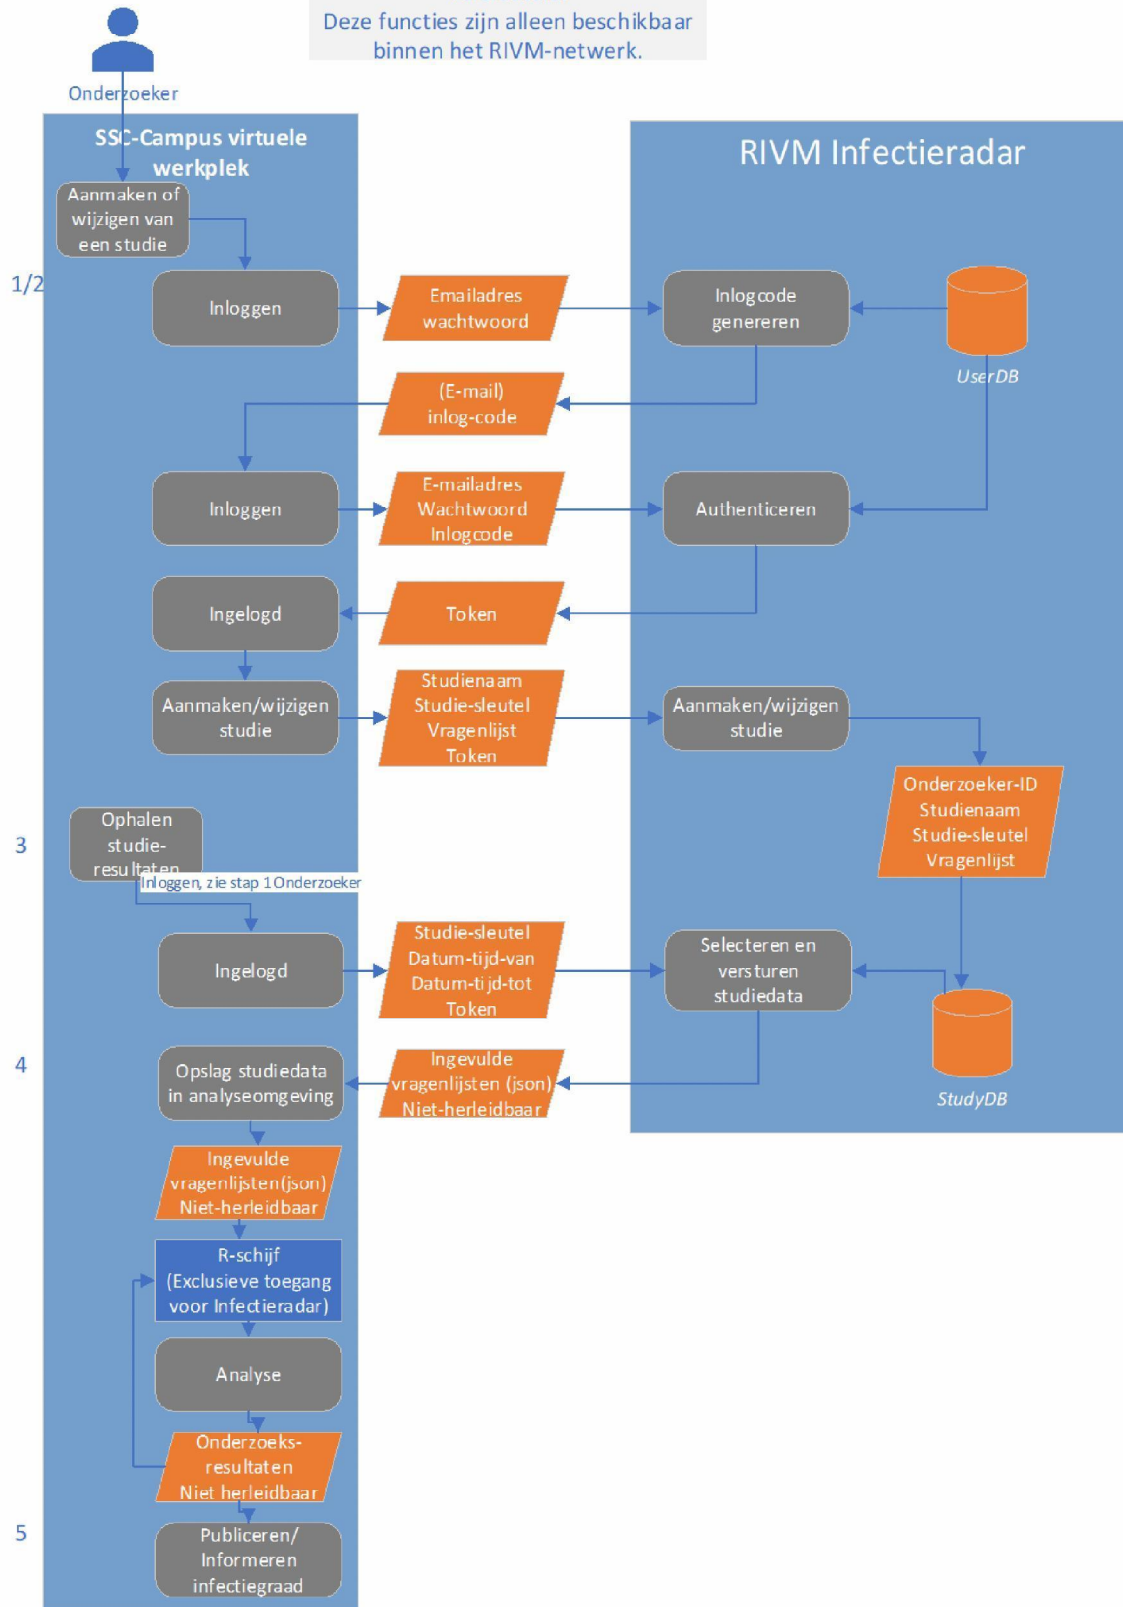 Deze functies zijn alleen beschikbaar
binnen het RIVM-netwerk.
Onderzoeker
SSC-Campus virtuele
werkplek
RIVM Infectieradar
Aanmaken of
wijzigen van
een studie
1/2
Inloggen
Emailadres
wachtwoord
Inlogcode
genereren
UserDB
(E-mail)
inlog-code
Inloggen
E-mailadres
Wachtwoord
Inlogcode
Authenticeren
Ingelogd
Token
Aanmaken/wijzigen
studie
Studienaam
Studie-sleutel
Vragenlijst
Token
Aanmaken/wijzigen
studie
Onderzoeker-ID
Studienaam
Studie-sleutel
Vragenlijst
3
Ophalen
studie-
resultaten
Inloggen, zie stap 1 Onderzoeker
Ingelogd
Studie-sleutel
Datum-tijd-van
Datum-tijd-tot
Token
Selecteren en
versturen
studiedata
StudyDB
4
Opslag studiedata
in analyseomgeving
Ingevulde
vragenlijsten (json)
Niet-herleidbaar
Ingevulde
vragenlijsten(json)
Niet-herleidbaar
R-schijf
(Exclusieve toegang
voor Infectieradar)
Analyse
Onderzoeks-
resultaten
Niet herleidbaar
5
Publiceren/
Informeren
infectiegraad